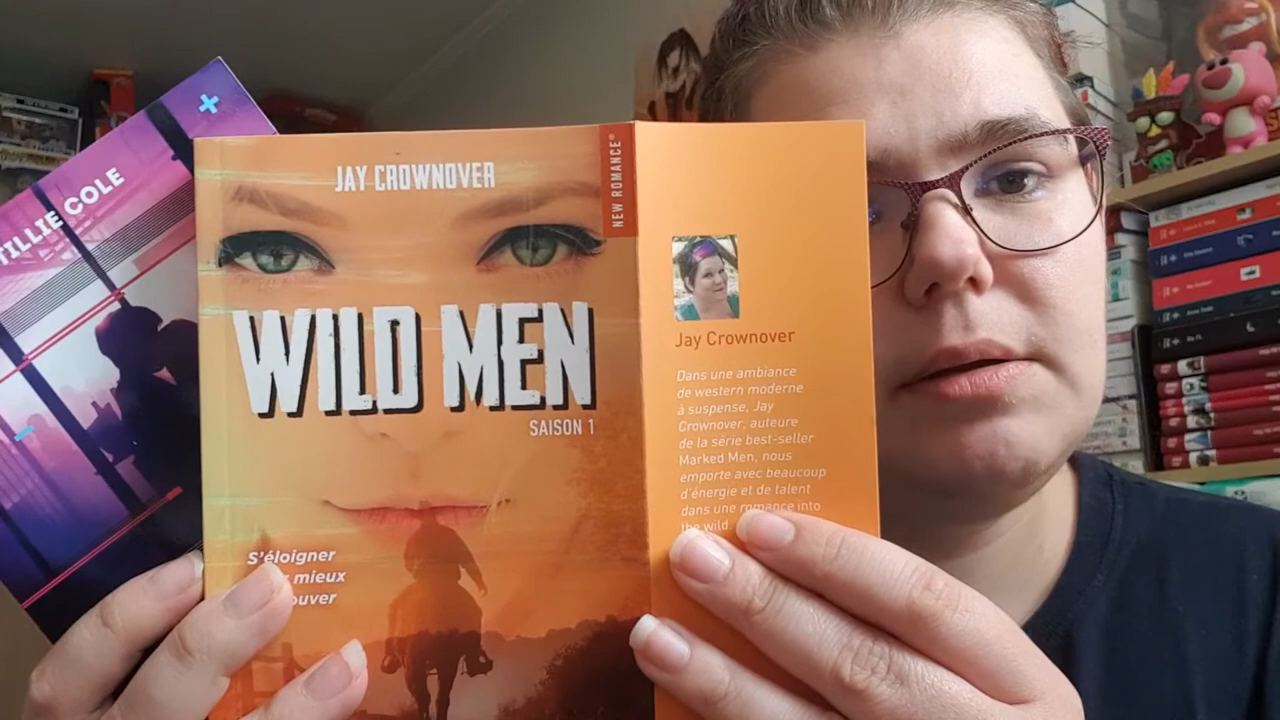 TILLIE COLE
JAY CROWNOVER
NEW ROMANCE®
WILD MEN
SAISON 1
S'éloigner
mieux
ouver
Jay Crownover
Dans une ambiance
de western moderne
à suspense, Jay
Crownover, auteure
de la série best-seller
Marked Men, nous
emporte avec beaucoup
d'énergie et de talent
dans une romance into
the wild